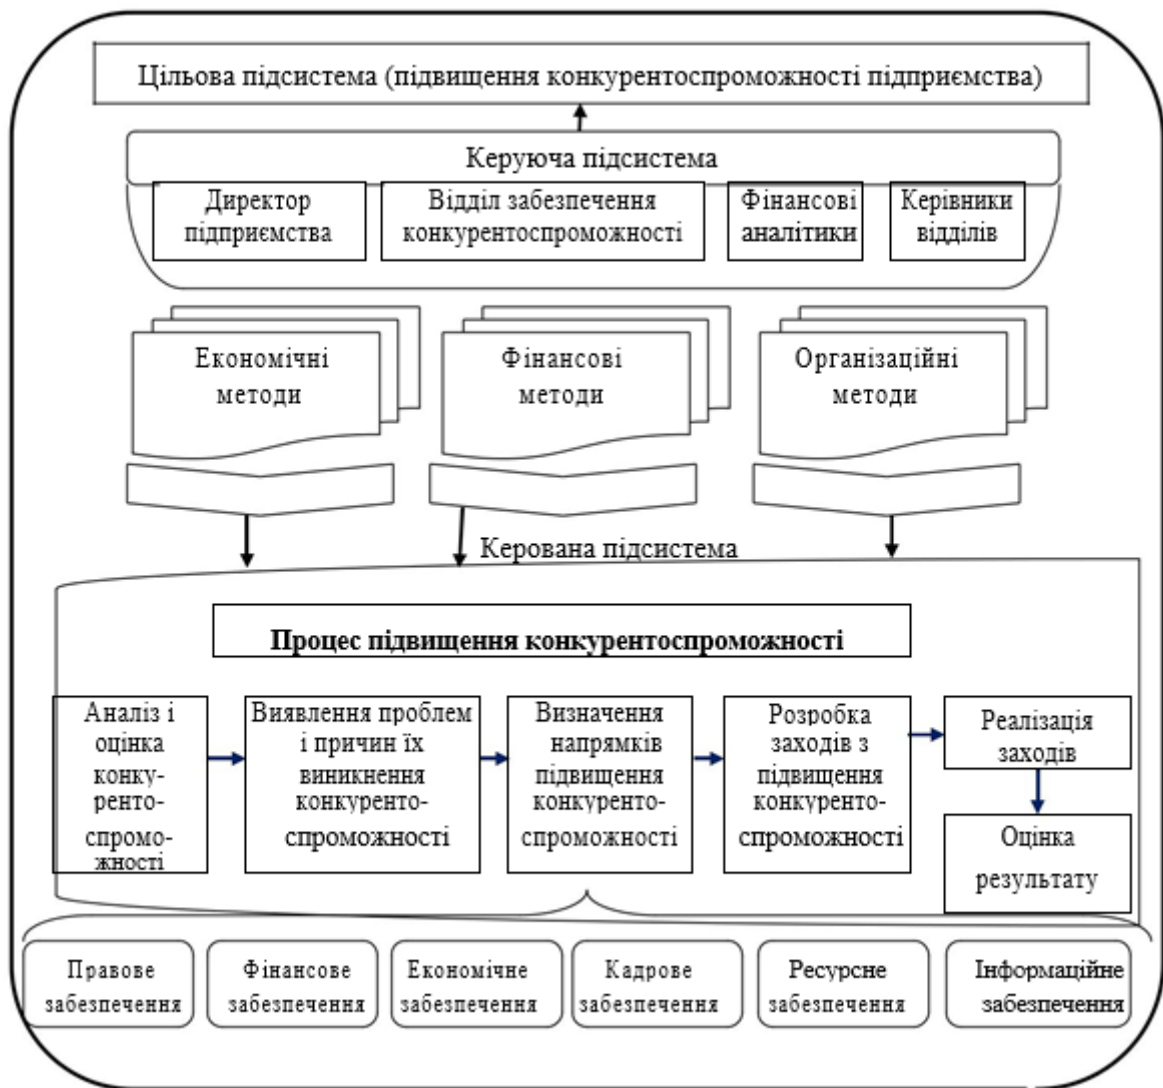 Цільова підсистема (підвищення конкурентоспроможності підприємства)
Керуюча підсистема
Директор
підприємства
Відділ забезпечення
конкурентоспроможності
Фінансові
аналітики
Керівники
відділів
Економічні
методи
Фінансові
методи
Організаційні
методи
Керована підсистема
Процес підвищення конкурентоспроможності
Аналіз і
оцінка
конку-
ренто-
спромо-
жності
Виявлення проблем
і причин їх
виникнення
конкуренто-
спроможності
Визначення
напрямків
підвищення
конкуренто-
спроможності
Розробка
заходів з
підвищення
конкуренто-
спроможності
Реалізація
заходів
Оцінка
результату
Правове
забезпечення
Фінансове
забезпечення
Економічне
забезпечення
Кадрове
забезпечення
Ресурсне
забезпечення
Інформаційне
забезпечення